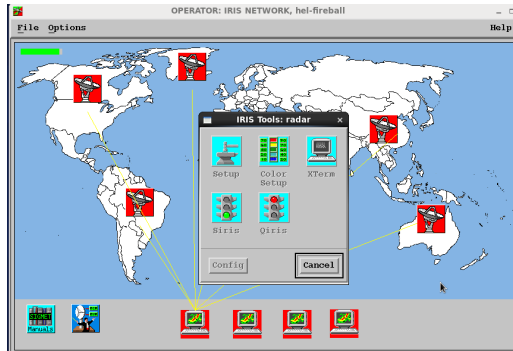 OPERATOR: IRIS NETWORK, hel-fireball
File Options Help
IRIS Tools: radar
Setup
Color Setup
XTerm
Siris
Qiris
Config
Cancel
SIGMET
Manuals